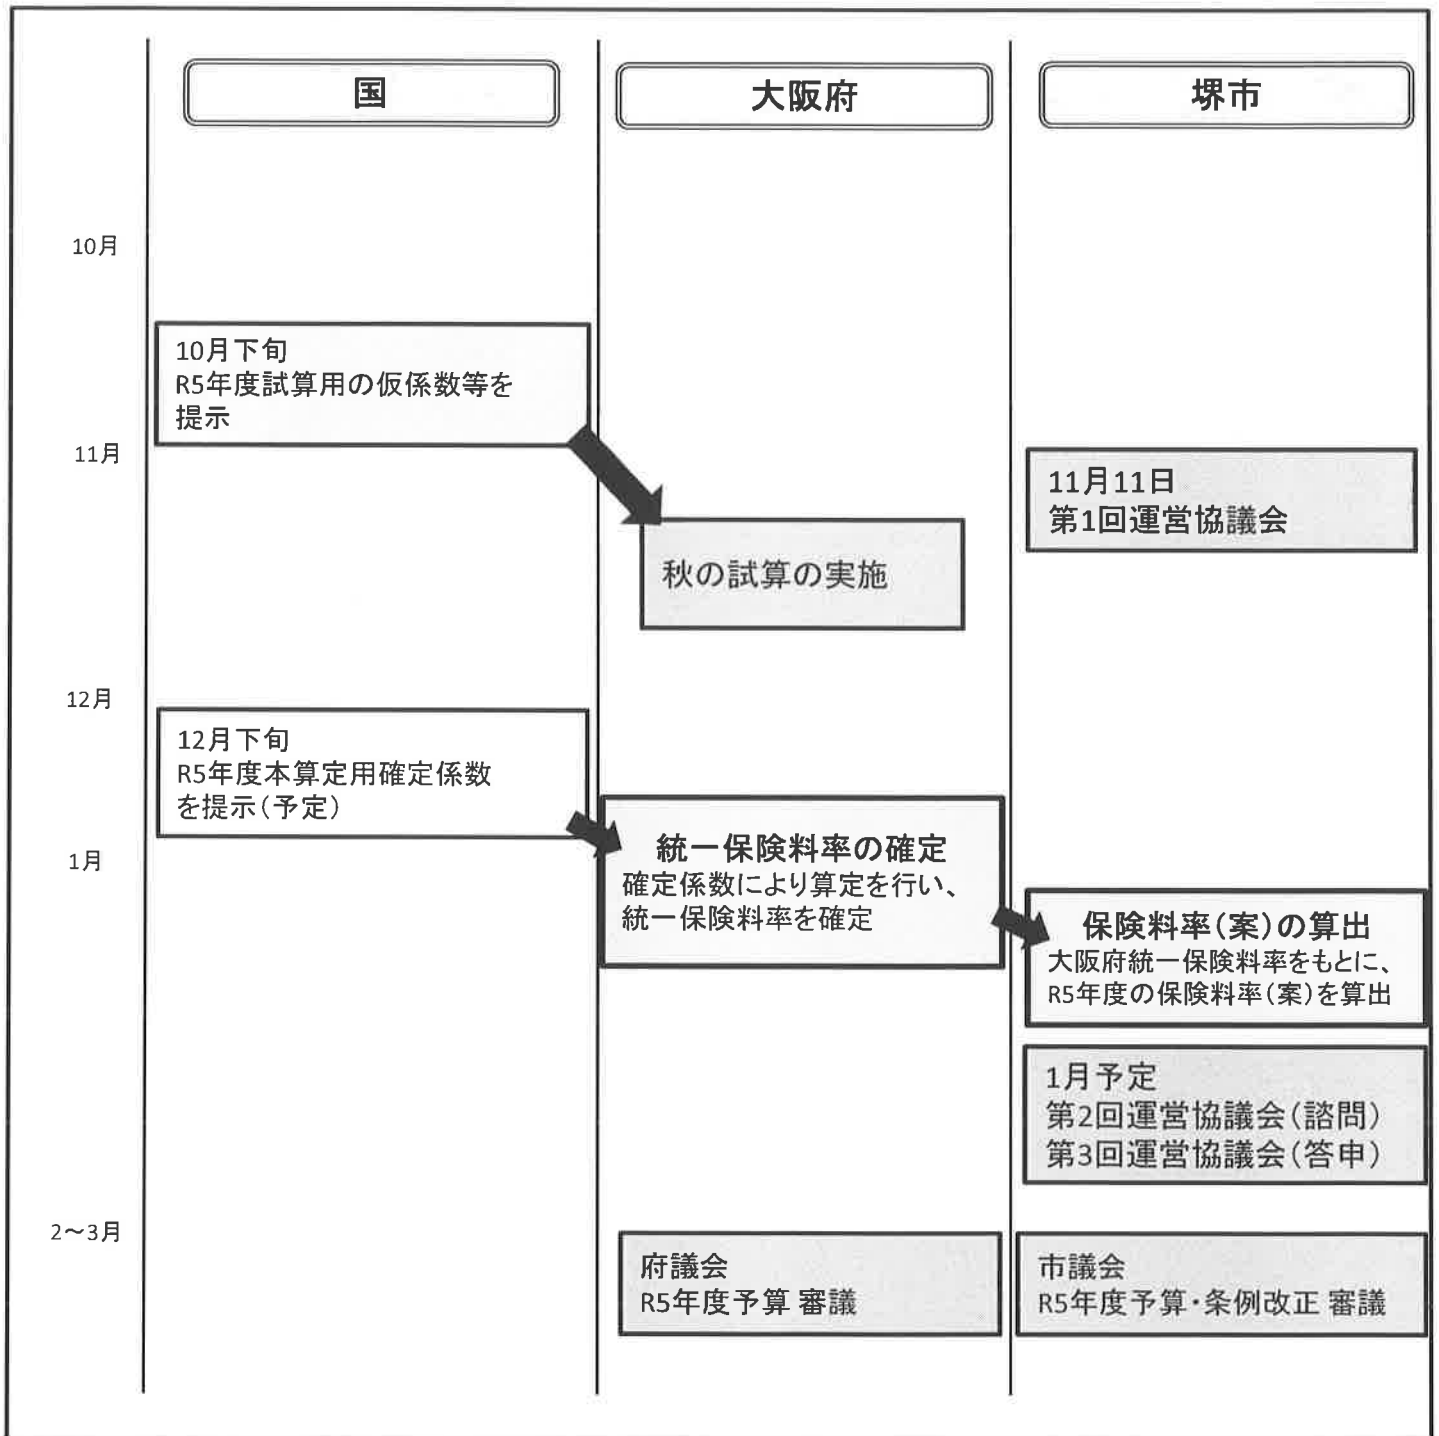 国
大阪府
堺市
10月
10月下旬
R5年度試算用の仮係数等を
提示
11月
11月11日
第1回運営協議会
秋の試算の実施
12月
12月下旬
R5年度本算定用確定係数
を提示（予定）
1月
統一保険料率の確定
確定係数により算定を行い、
統一保険料率を確定
保険料率（案）の算出
大阪府統一保険料率をもとに、
R5年度の保険料率（案）を算出
1月予定
第2回運営協議会（諮問）
第3回運営協議会（答申）
2～3月
府議会
R5年度予算 審議
市議会
R5年度予算・条例改正 審議